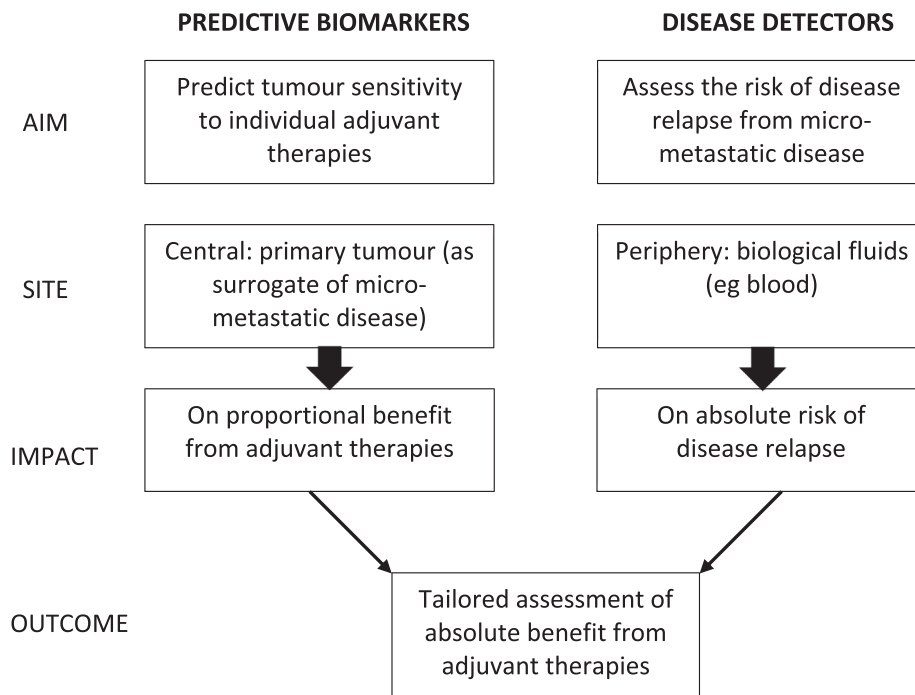 PREDICTIVE BIOMARKERS
DISEASE DETECTORS
AIM
Predict tumour sensitivity
to individual adjuvant
therapies
Assess the risk of disease
relapse from micro-
metastatic disease
SITE
Central: primary tumour (as
surrogate of micro-
metastatic disease)
Periphery: biological fluids
(eg blood)
IMPACT
On proportional benefit
from adjuvant therapies
On absolute risk of
disease relapse
OUTCOME
Tailored assessment of
absolute benefit from
adjuvant therapies